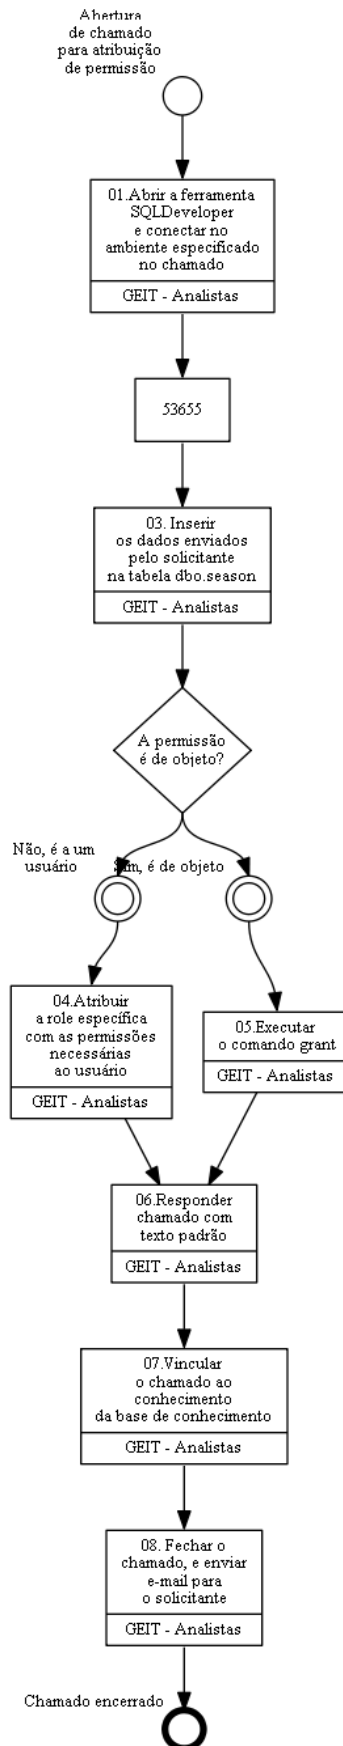 Abertura
de chamado
para atribuição
de permissão
01.Abrir a ferramenta
SQLDeveloper
e conectar no
ambiente especificado
no chamado
GEIT - Analistas
53655
03. Inserir
os dados enviados
pelo solicitante
na tabela dbo.season
GEIT - Analistas
A permissão
é de objeto?
Não, é a um
usuário
Sim, é de objeto
04.Atribuir
a role específica
com as permissões
necessárias
ao usuário
GEIT - Analistas
05.Executar
o comando grant
GEIT - Analistas
06.Responder
chamado com
texto padrão
GEIT - Analistas
07.Vincular
o chamado ao
conhecimento
da base de conhecimento
GEIT - Analistas
08. Fechar o
chamado, e enviar
e-mail para
o solicitante
GEIT - Analistas
Chamado encerrado